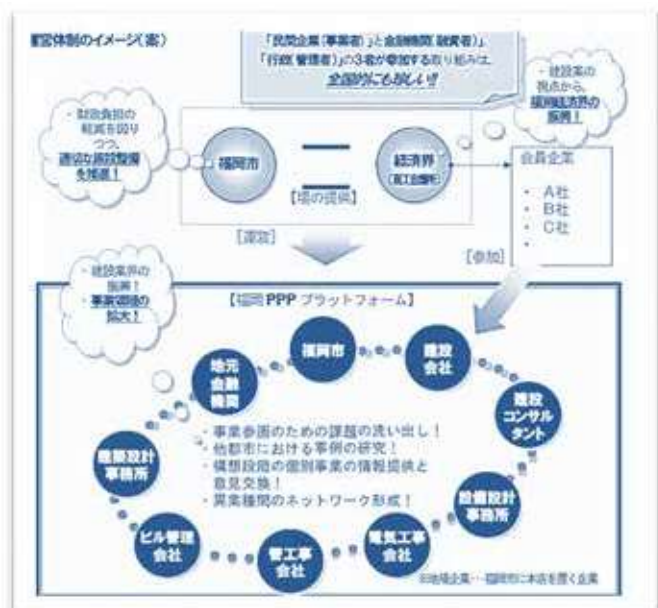 運営体制のイメージ(案)
「民間企業(事業者)」と金融機関(融資者)」、
「行政(管理者)」の3者が参加する取り組みは、
全国的にも珍しい!!
・財政負担の
軽減を図り
つつ、
適切な施設整備
を推進!
・建設業の
視点から、
福岡経済界の
振興!
福岡市
経済界
(商工会議所)
【場の提供】
会員企業
・ A社
・ B社
・ C社
・
[運営]
[参加]
・建設業界の
振興!
・事業領域の
拡大!
【福岡 PPP プラットフォーム】
福岡市
建設
会社
地元
金融
機関
建設
コンサル
タント
建築設計
事務所
設備設計
事務所
ビル管理
会社
管工事
会社
電気工事
会社
・事業参画のための課題の洗い出し!
・他都市における事例の研究!
・構想段階の個別事業の情報提供と
意見交換!
・異業種間のネットワーク形成!
※地場企業・・・福岡市に本店を置く企業